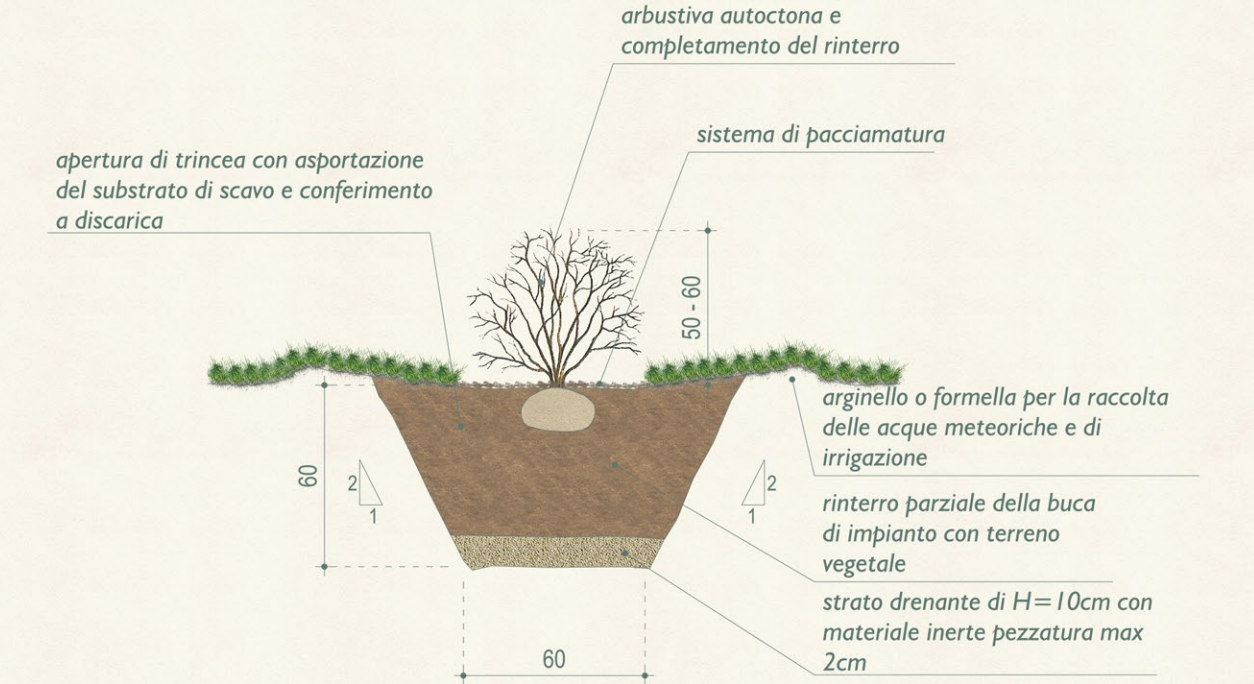 arbustiva autoctona e
completamento del rinterro
sistema di pacciamatura
apertura di trincea con asportazione
del substrato di scavo e conferimento
a discarica
50 - 60
arginello o formella per la raccolta
delle acque meteoriche e di
irrigazione
60
2
1
2
1
rinterro parziale della buca
di impianto con terreno
vegetale
strato drenante di H=10cm con
materiale inerte pezzatura max
2cm
60